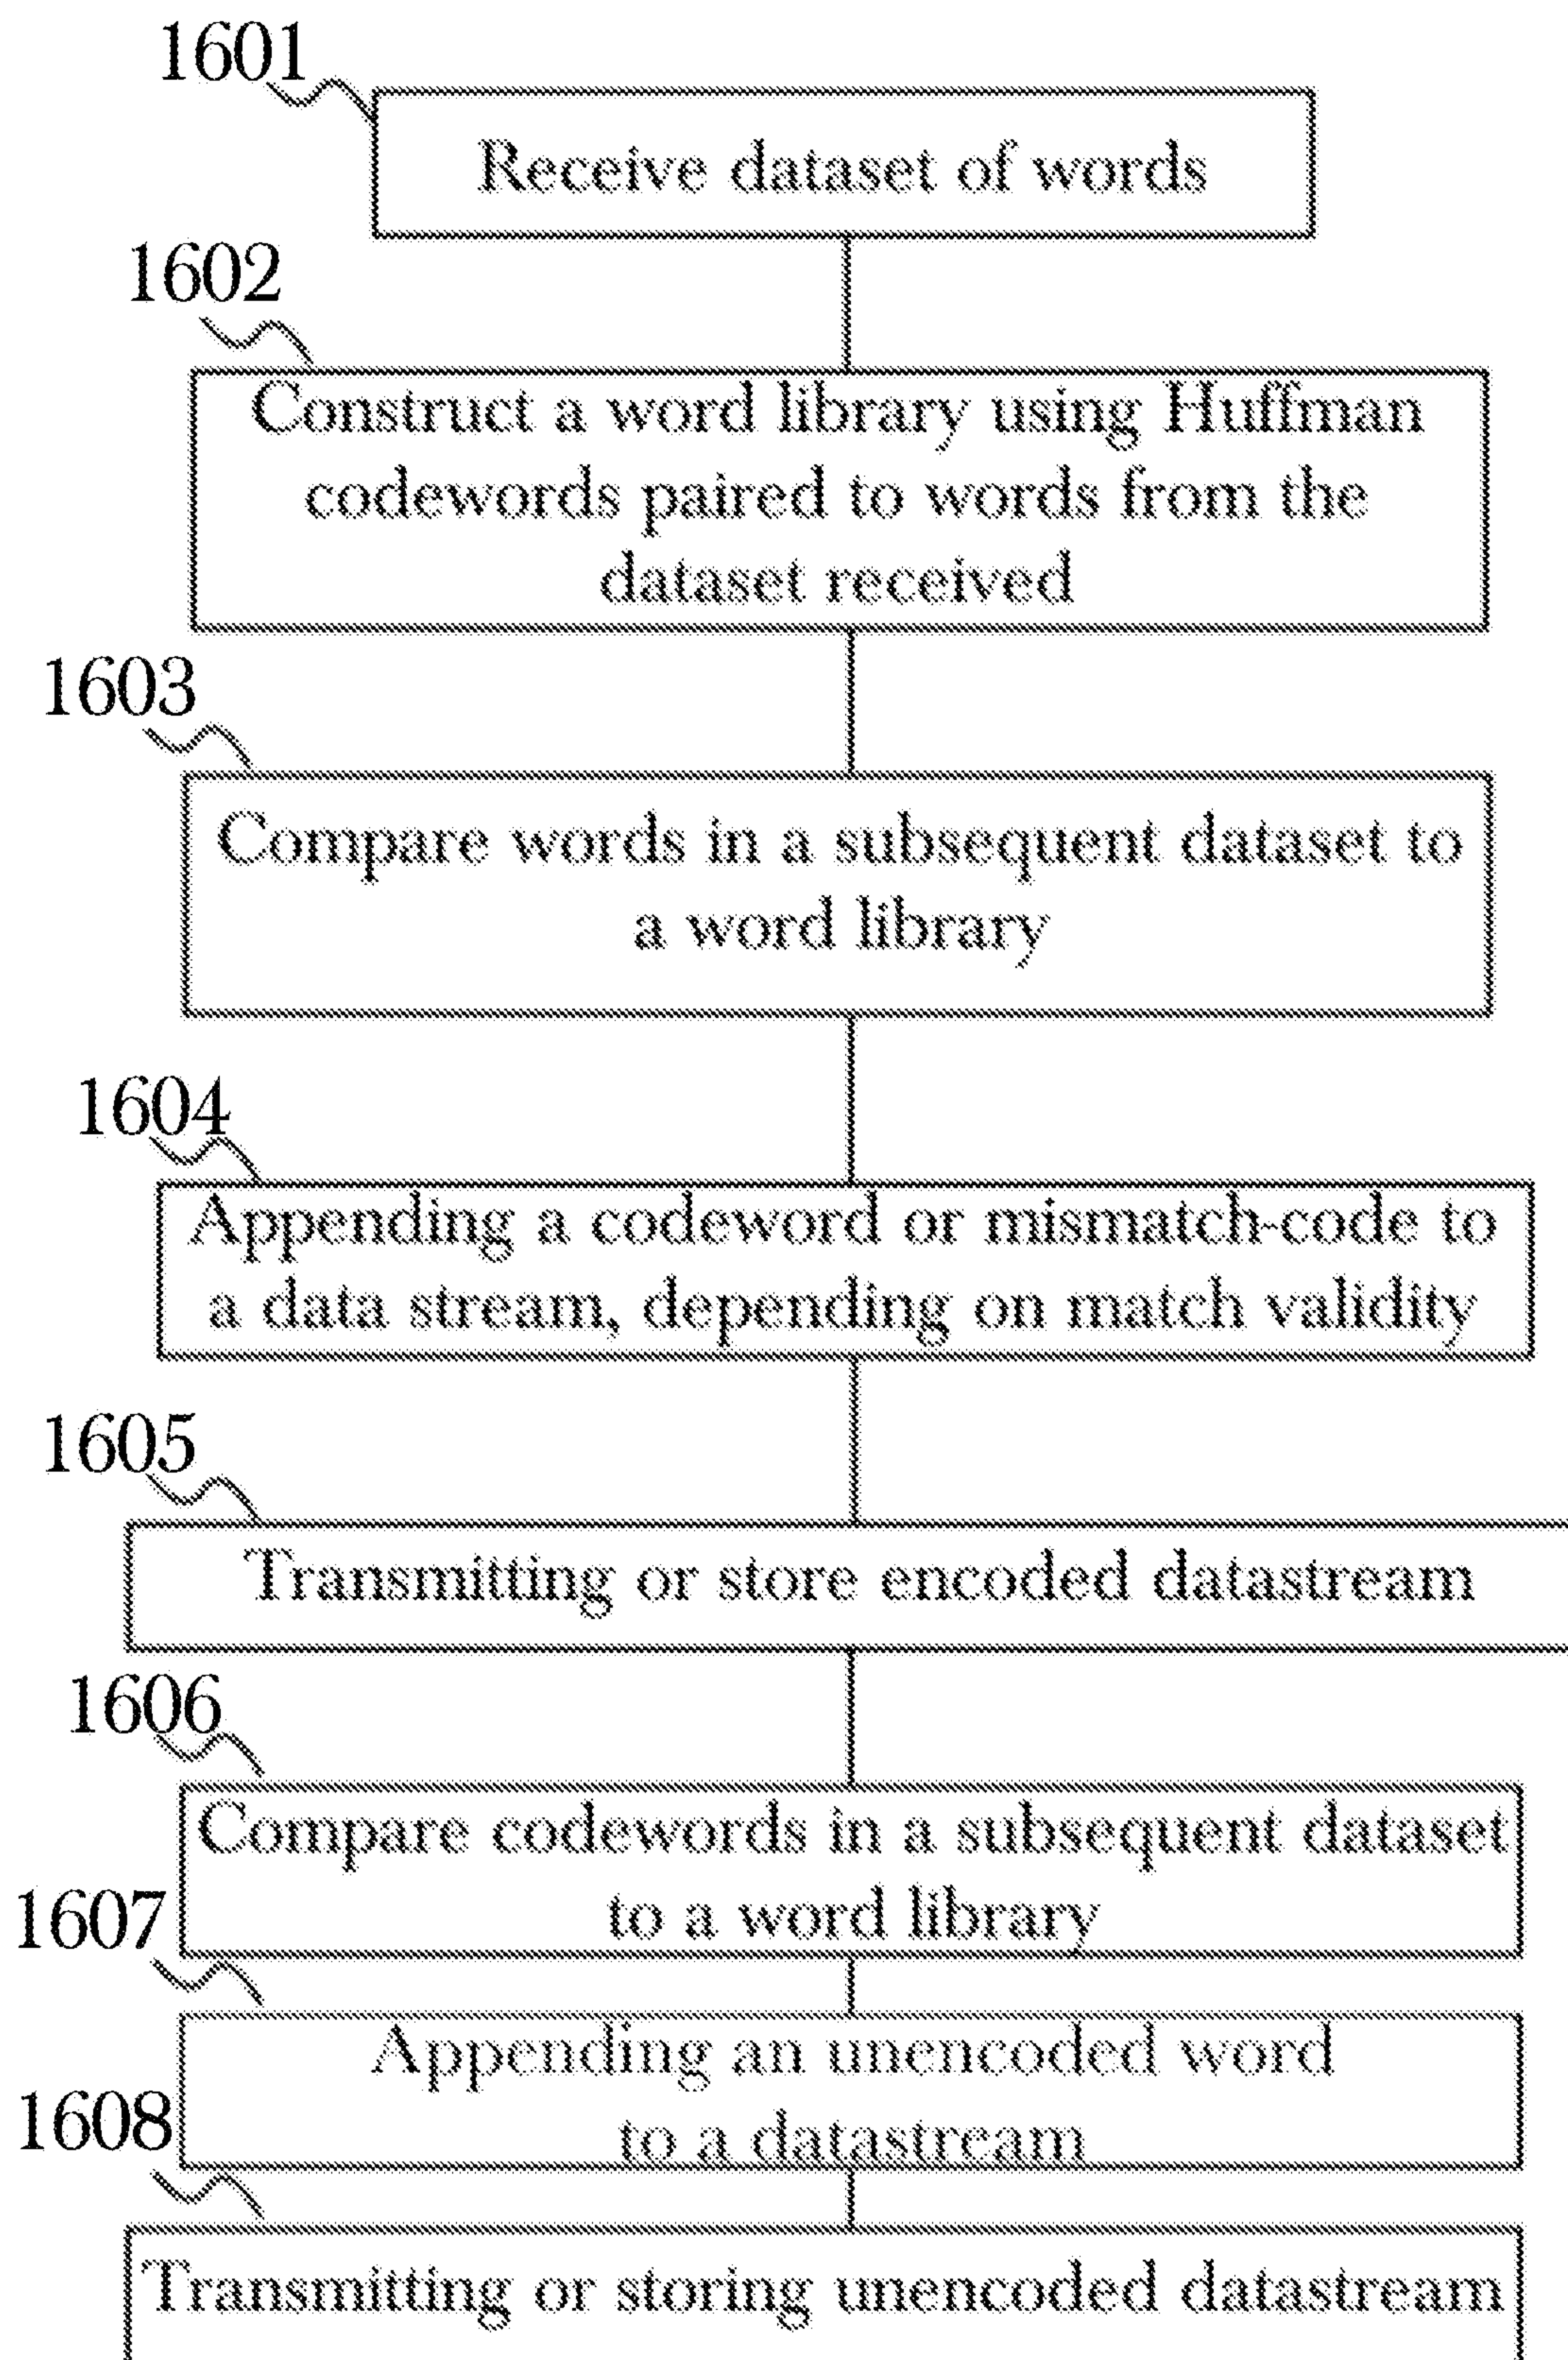 1601
Receive dataset of words
1602
Construct a word library using Huffman
codewords paired to words from the
dataset received
1603
Compare words in a subsequent dataset to
a word library
1604
Appending a codeword or mismatch-code to
a data stream, depending on match validity
1605
Transmitting or store encoded datastream
1606
Compare codewords in a subsequent dataset
to a word library
1607
Appending an unencoded word
to a datastream
1608
Transmitting or storing unencoded datastream